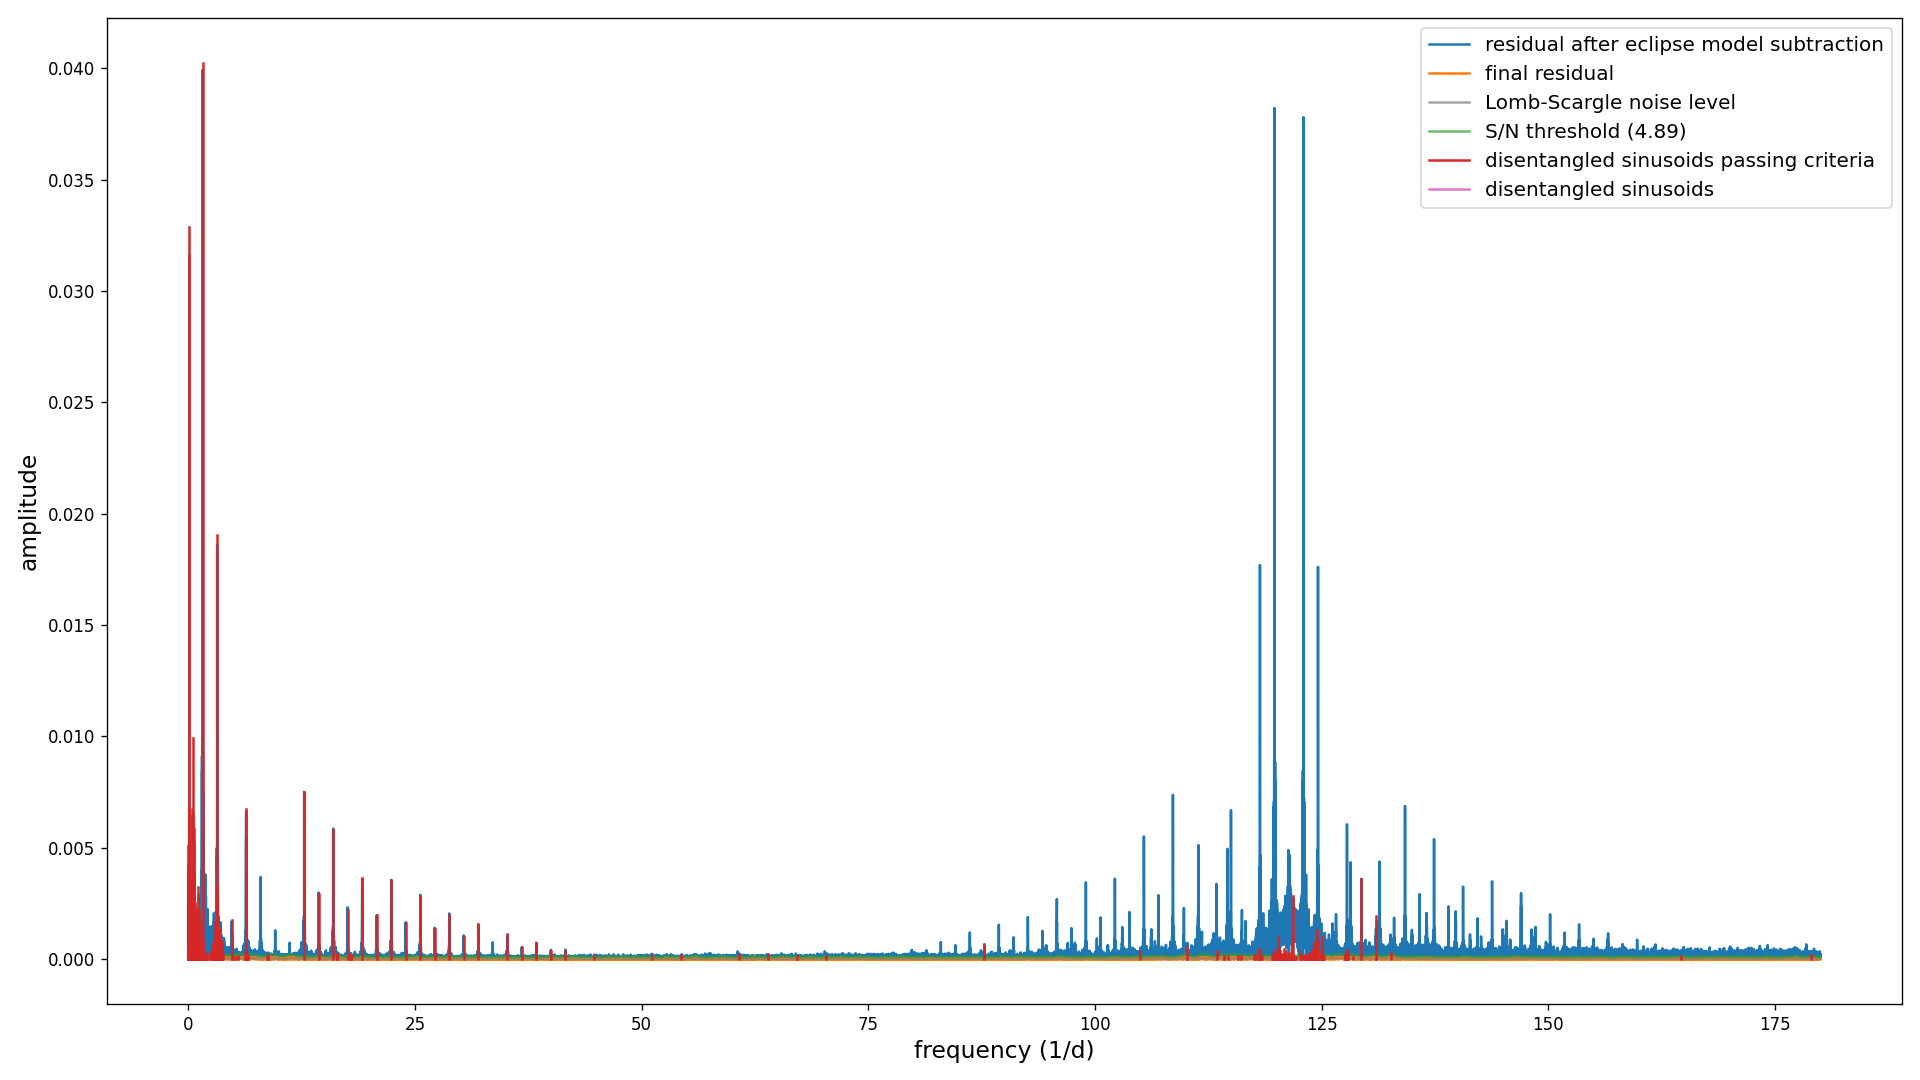 residual after eclipse model subtraction
final residual
Lomb-Scargle noise level
S/N threshold (4.89)
disentangled sinusoids passing criteria
disentangled sinusoids
amplitude
0.040
0.035
0.030
0.025
0.020
0.015
0.010
0.005
0.000
0 25 50 75 100 125 150 175
frequency (1/d)